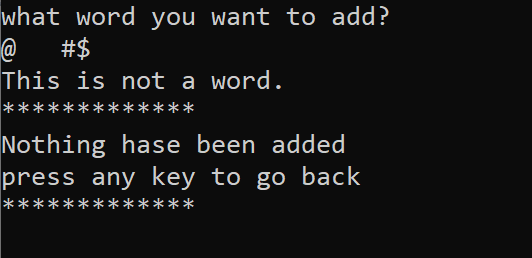 what word you want to add?
@   #$
This is not a word.
*************
Nothing hase been added
press any key to go back
*************